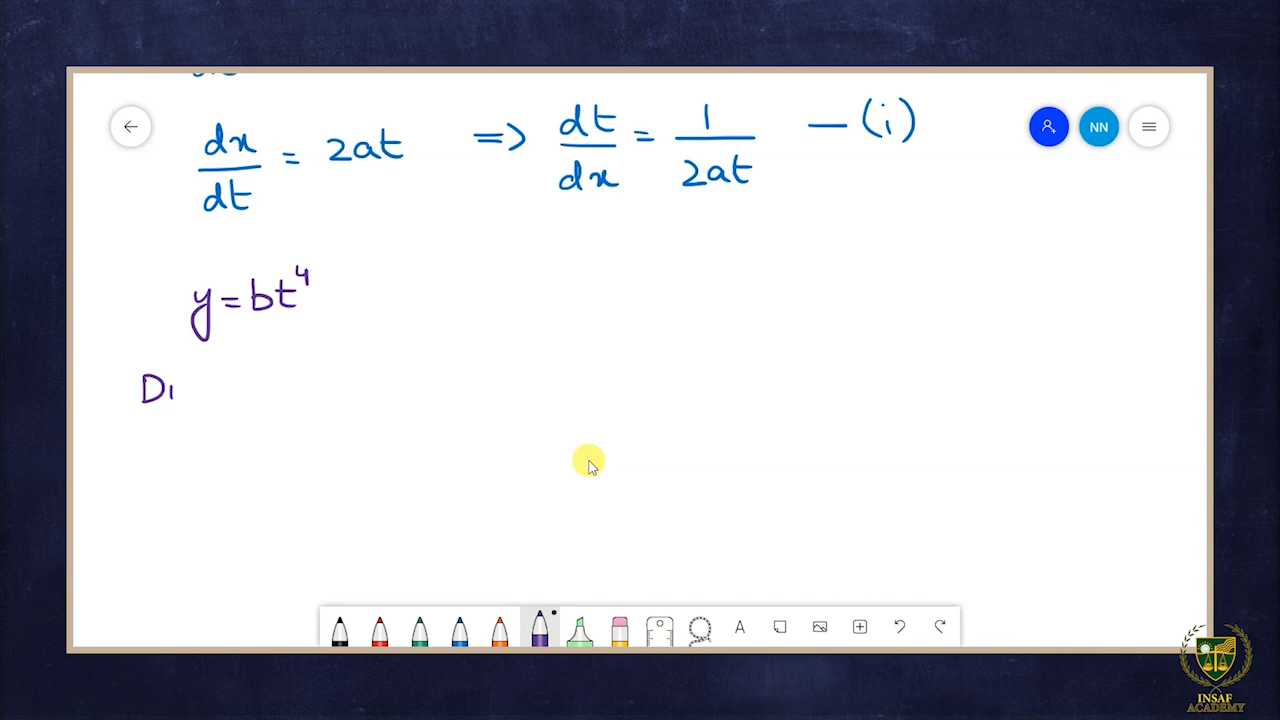 dx/dt = 2at => dt/dx = 1/2at — (i)
NN
y = bt⁴
Di
A
INSAF
ACADEMY